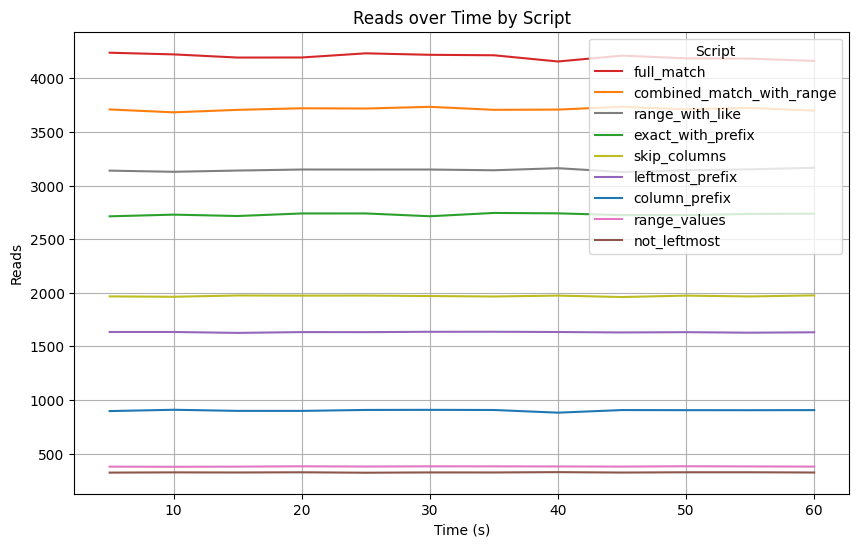 Reads over Time by Script
Script
full_match
combined_match_with_range
range_with_like
exact_with_prefix
skip_columns
leftmost_prefix
column_prefix
range_values
not_leftmost
Reads
4000
3500
3000
2500
2000
1500
1000
500
10 20 30 40 50 60
Time (s)